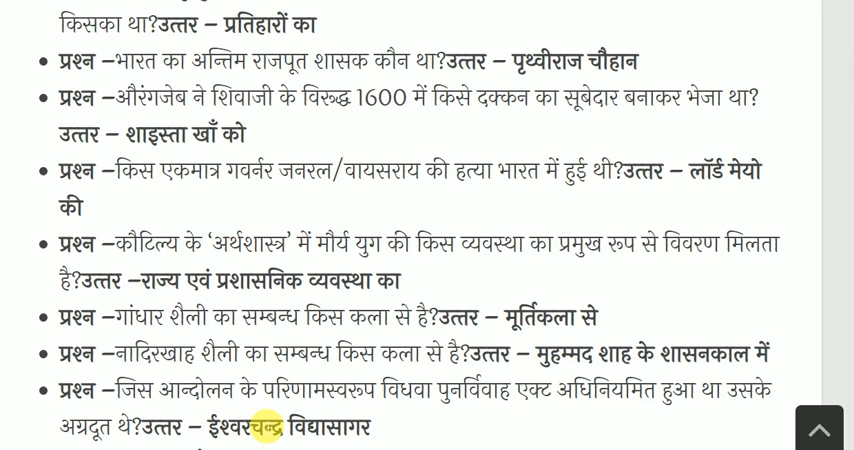 किसका था?उत्तर – प्रतिहारों का
प्रश्न –भारत का अन्तिम राजपूत शासक कौन था?उत्तर – पृथ्वीराज चौहान
प्रश्न –औरंगजेब ने शिवाजी के विरुद्ध 1600 में किसे दक्कन का सूबेदार बनाकर भेजा था?
उत्तर – शाइस्ता खाँ को
प्रश्न –किस एकमात्र गवर्नर जनरल/वायसराय की हत्या भारत में हुई थी?उत्तर – लॉर्ड मेयो
की
प्रश्न –कौटिल्य के ‘अर्थशास्त्र’ में मौर्य युग की किस व्यवस्था का प्रमुख रुप से विवरण मिलता
है?उत्तर –राज्य एवं प्रशासनिक व्यवस्था का
प्रश्न –गांधार शैली का सम्बन्ध किस कला से है?उत्तर – मूर्तिकला से
प्रश्न –नादिरखाह शैली का सम्बन्ध किस कला से है?उत्तर – मुहम्मद शाह के शासनकाल में
प्रश्न –जिस आन्दोलन के परिणामस्वरूप विधवा पुनर्विवाह एक्ट अधिनियमित हुआ था उसके
अग्रदूत थे?उत्तर – ईश्वरचन्द्र विद्यासागर